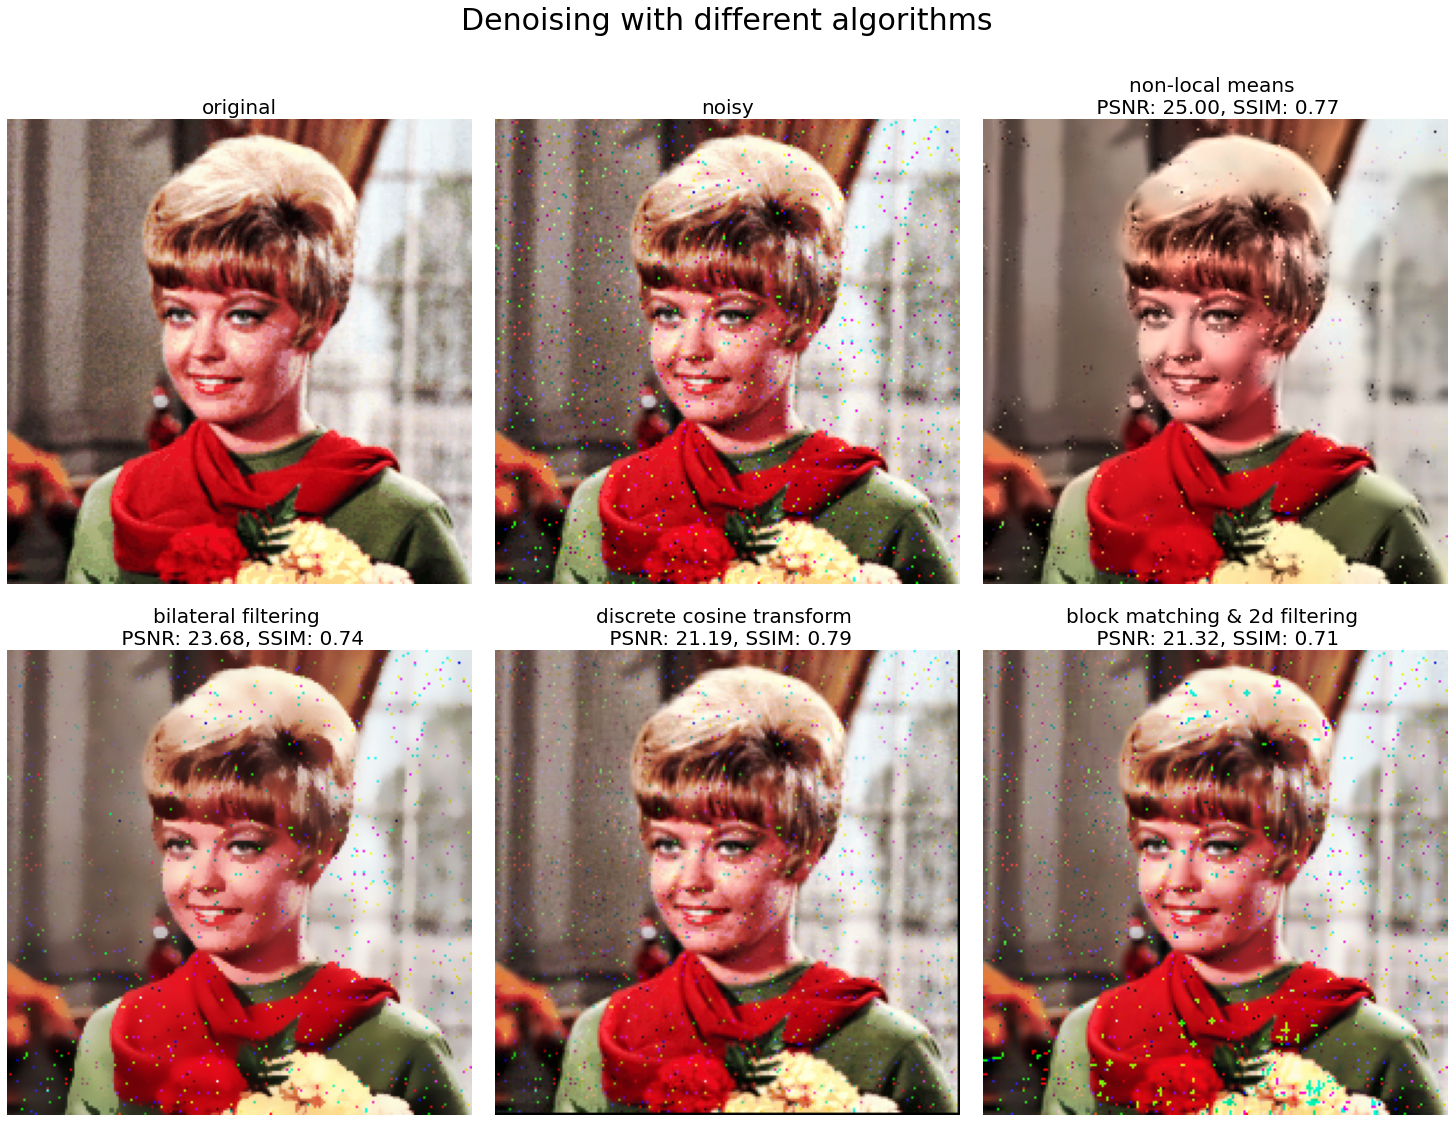 Denoising with different algorithms
original
noisy
non-local means
PSNR: 25.00, SSIM: 0.77
bilateral filtering
PSNR: 23.68, SSIM: 0.74
discrete cosine transform
PSNR: 21.19, SSIM: 0.79
block matching & 2d filtering
PSNR: 21.32, SSIM: 0.71